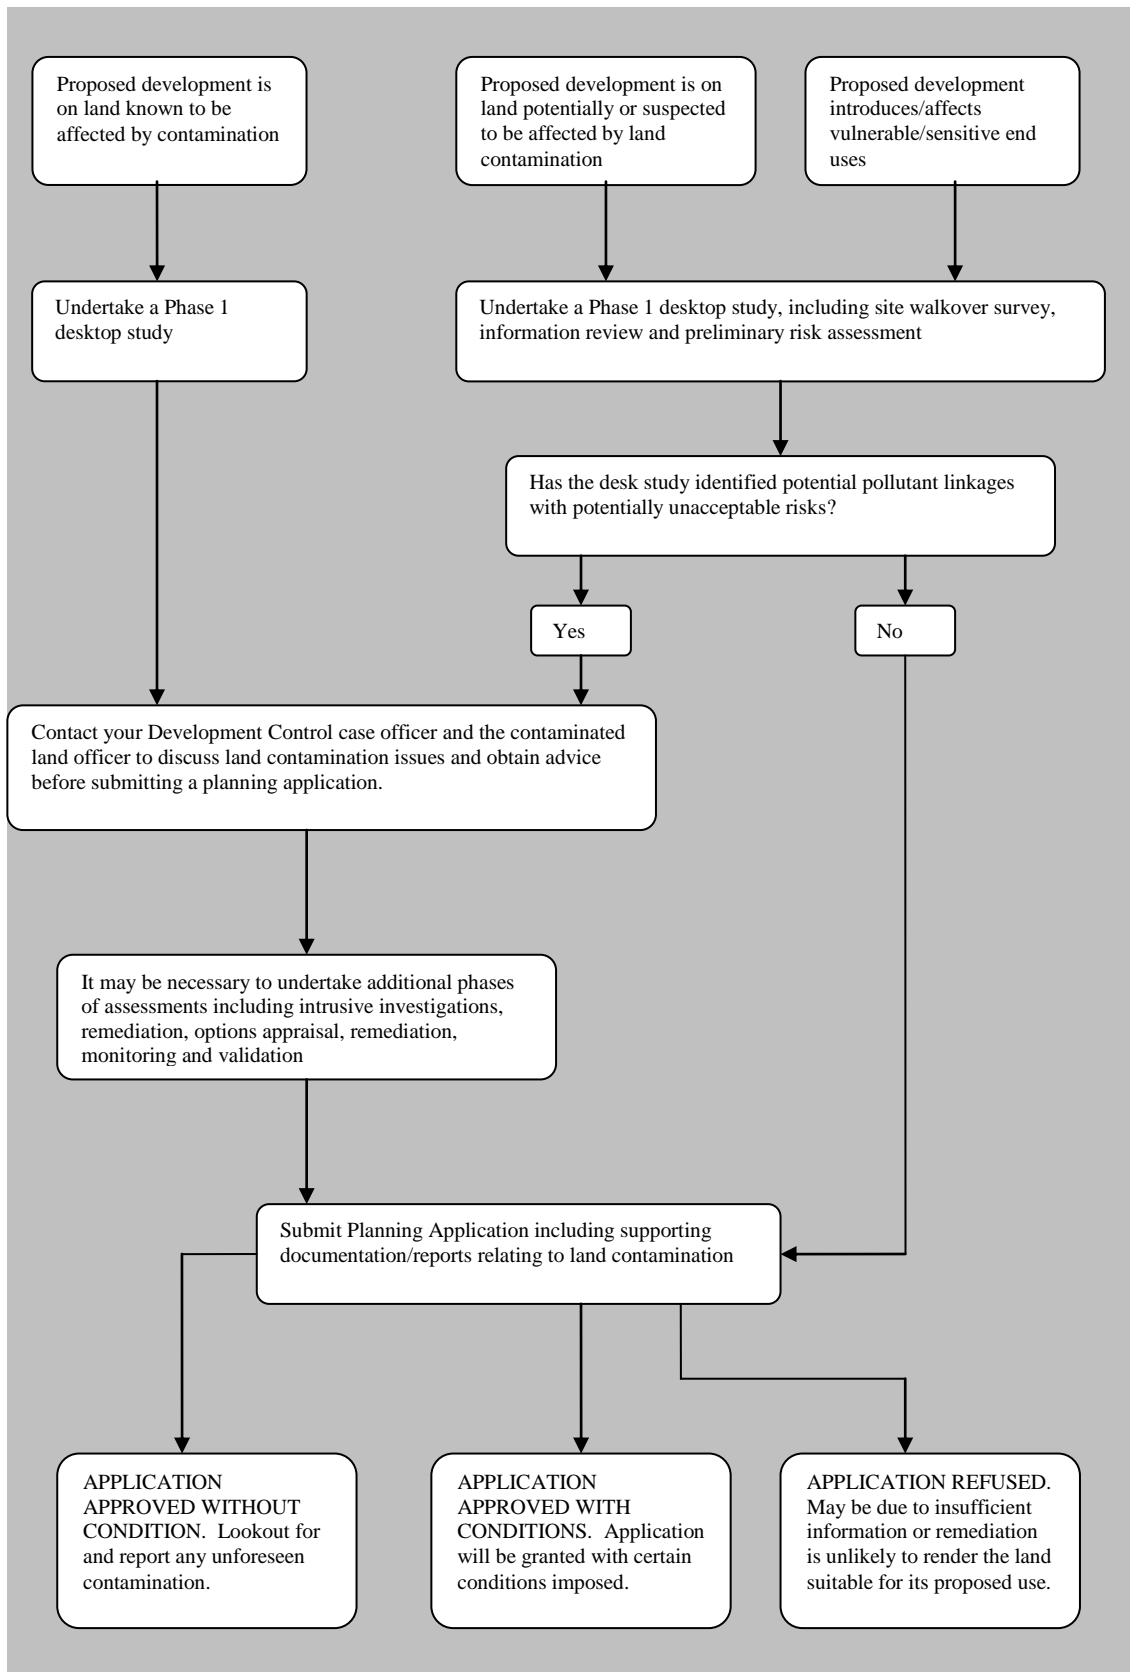 Proposed development is
on land known to be
affected by contamination
Proposed development is on
land potentially or suspected
to be affected by land
contamination
Proposed development
introduces/affects
vulnerable/sensitive end
uses
Undertake a Phase 1
desktop study
Undertake a Phase 1 desktop study, including site walkover survey,
information review and preliminary risk assessment
Has the desk study identified potential pollutant linkages
with potentially unacceptable risks?
Yes
No
Contact your Development Control case officer and the contaminated
land officer to discuss land contamination issues and obtain advice
before submitting a planning application.
It may be necessary to undertake additional phases
of assessments including intrusive investigations,
remediation, options appraisal, remediation,
monitoring and validation
Submit Planning Application including supporting
documentation/reports relating to land contamination
APPLICATION
APPROVED WITHOUT
CONDITION. Lookout for
and report any unforeseen
contamination.
APPLICATION
APPROVED WITH
CONDITIONS. Application
will be granted with certain
conditions imposed.
APPLICATION REFUSED.
May be due to insufficient
information or remediation
is unlikely to render the land
suitable for its proposed use.